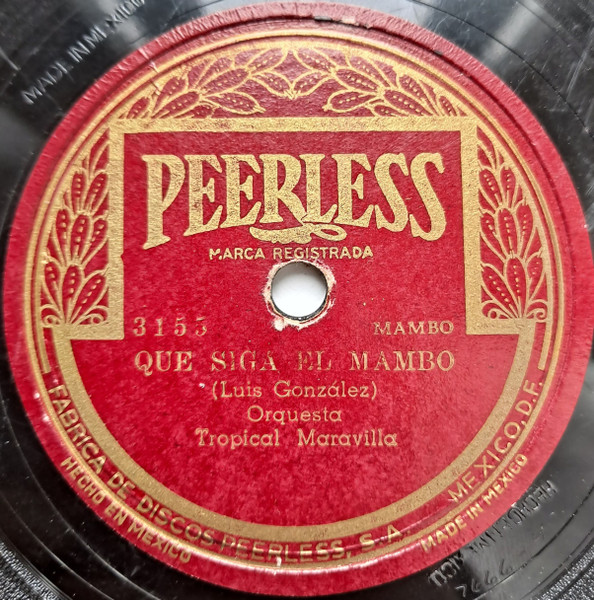 MADE IN MEXICO
PEERLESS
MARCA REGISTRADA
3155 MAMBO
QUE SIGA EL MAMBO
(Luis González)
Orquesta
Tropical Maravilla
FABRICA DE DISCOS PEERLESS, S.A. MEXICO, D.F.
HECHO EN MEXICO MADE IN MEXICO